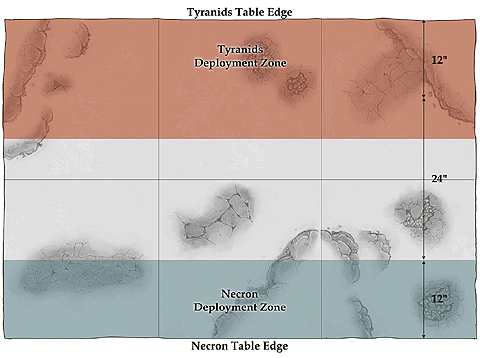 Tyranids Table Edge
Tyranids
Deployment Zone
12"
24"
Necron
Deployment Zone
12"
Necron Table Edge